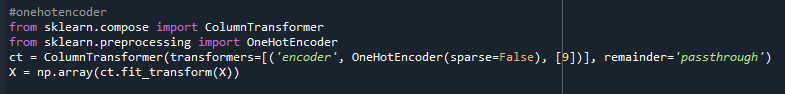 #onehotencoder
from sklearn.compose import ColumnTransformer
from sklearn.preprocessing import OneHotEncoder
ct = ColumnTransformer(transformers=[('encoder', OneHotEncoder(sparse=False), [9])], remainder='passthrough')
X = np.array(ct.fit_transform(X))